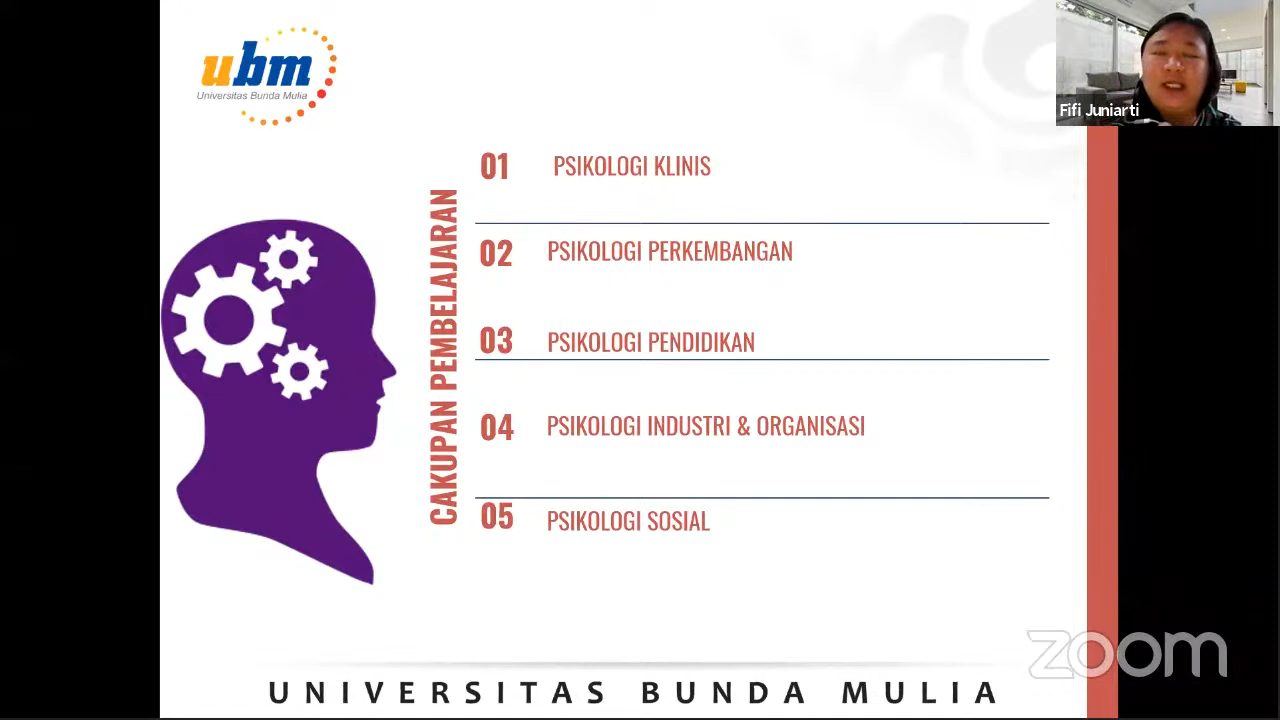 ubm
Universitas Bunda Mulia
Fifi Juniarti
CAKUPAN PEMBELAJARAN
01 PSIKOLOGI KLINIS
02 PSIKOLOGI PERKEMBANGAN
03 PSIKOLOGI PENDIDIKAN
04 PSIKOLOGI INDUSTRI & ORGANISASI
05 PSIKOLOGI SOSIAL
zoom
UNIVERSITAS BUNDA MULIA